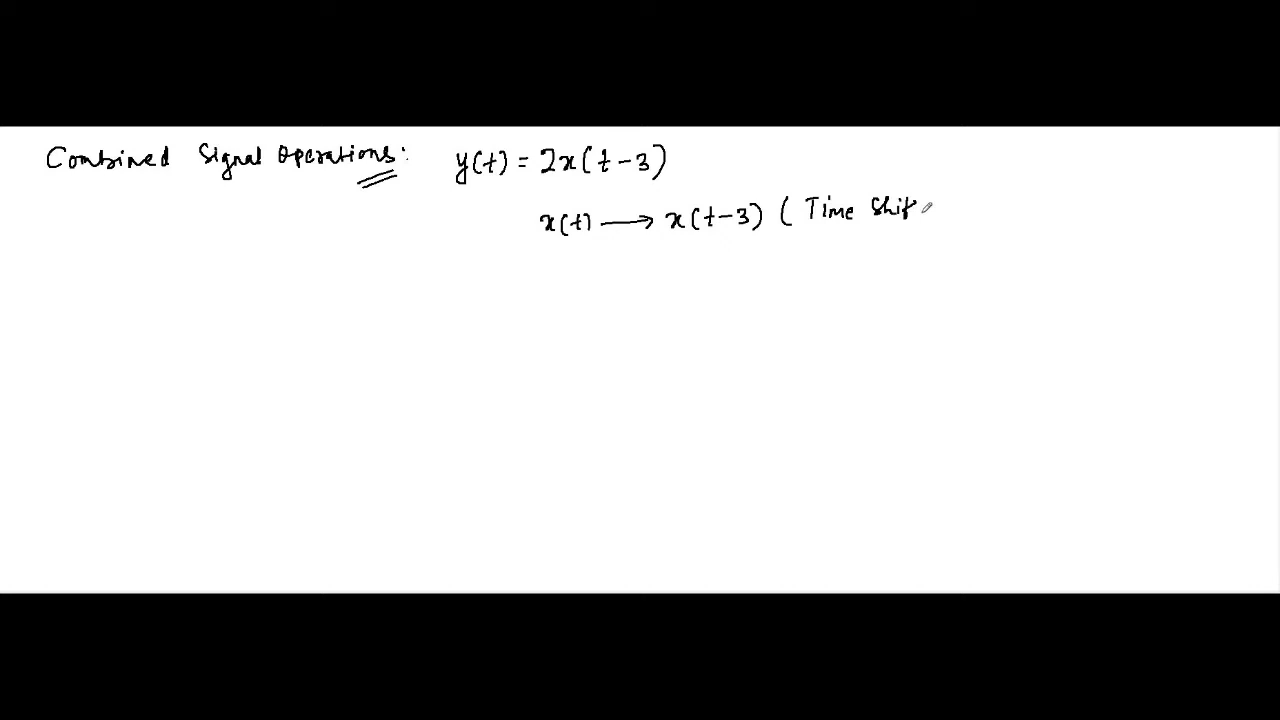 Combined Signal Operations: y(t) = 2x(t-3)
x(t) ⟶ x(t-3) ( Time Shif